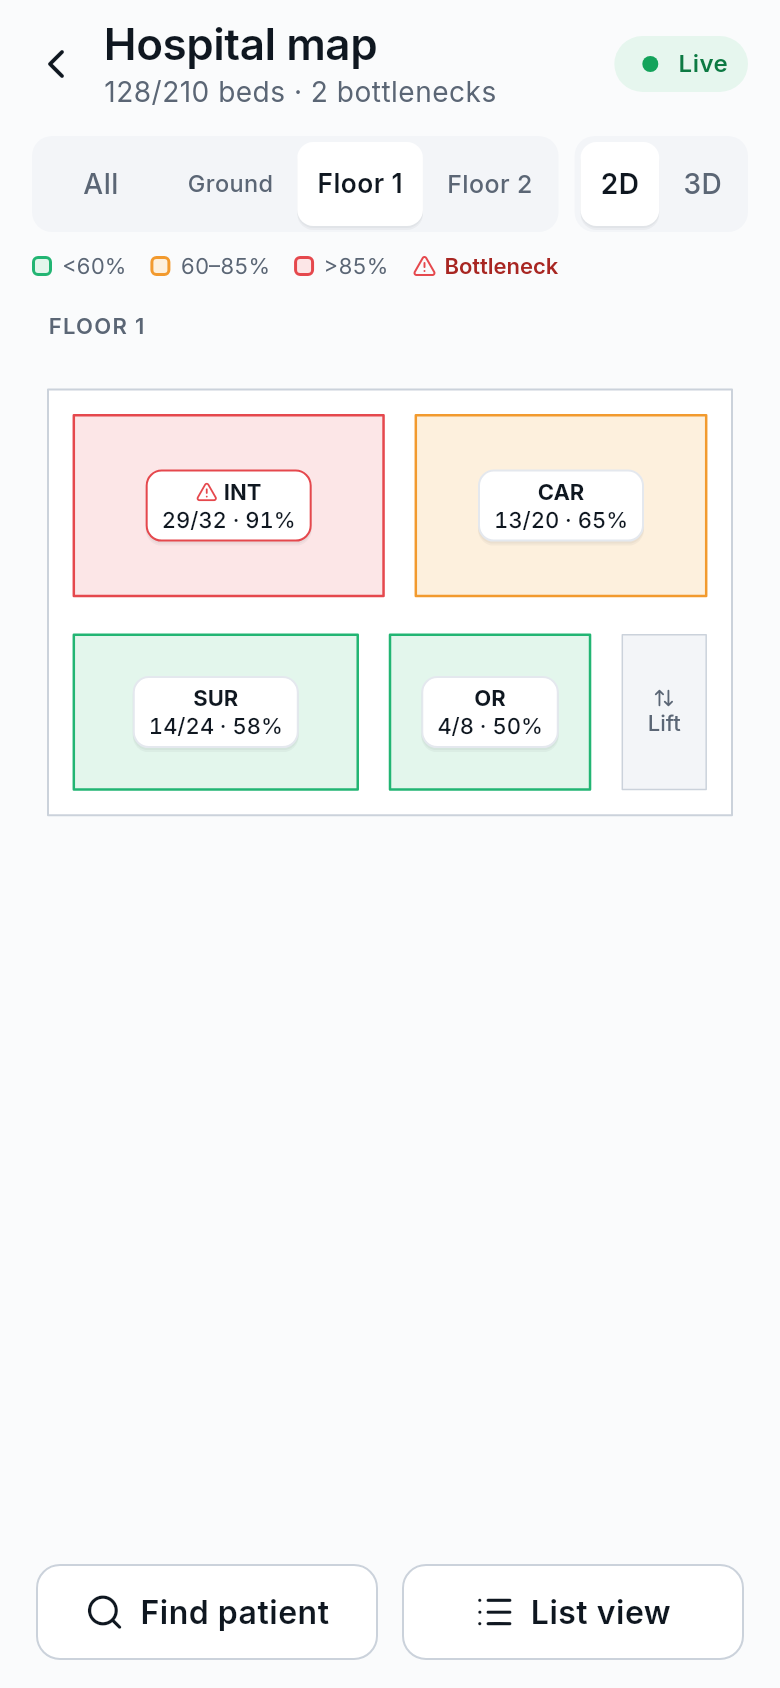 Hospital map
128/210 beds · 2 bottlenecks
Live
All
Ground
Floor 1
Floor 2
2D
3D
<60%
60–85%
>85%
Bottleneck
FLOOR 1
INT
29/32 · 91%
CAR
13/20 · 65%
SUR
14/24 · 58%
OR
4/8 · 50%
Lift
Find patient
List view